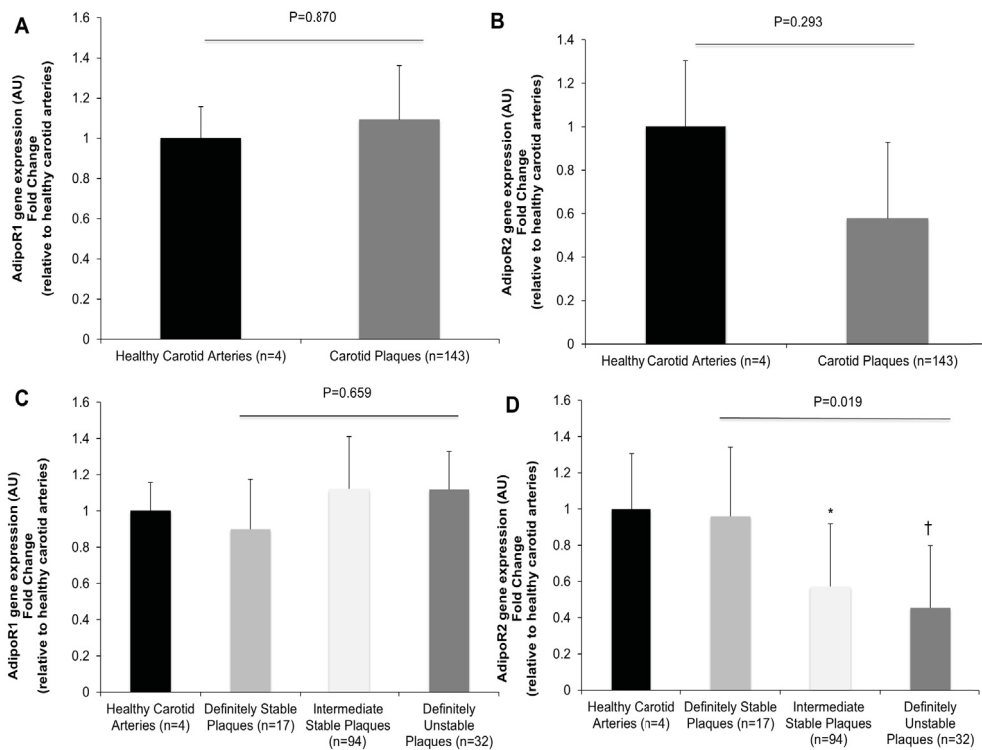 A
P=0.870
AdipoR1 gene expression (AU)
Fold Change
(relative to healthy carotid arteries)
1.6
1.4
1.2
1
0.8
0.6
0.4
0.2
0
Healthy Carotid Arteries (n=4)
Carotid Plaques (n=143)
B
P=0.293
AdipoR2 gene expression (AU)
Fold Change
(relative to healthy carotid arteries)
1.4
1.2
1
0.8
0.6
0.4
0.2
0
Healthy Carotid Arteries (n=4)
Carotid Plaques (n=143)
C
P=0.659
AdipoR1 gene expression (AU)
Fold Change
(relative to healthy carotid arteries)
1.6
1.4
1.2
1
0.8
0.6
0.4
0.2
0
Healthy Carotid
Arteries (n=4)
Definitely Stable
Plaques (n=17)
Intermediate
Stable Plaques
(n=94)
Definitely
Unstable
Plaques (n=32)
D
P=0.019
AdipoR2 gene expression (AU)
Fold Change
(relative to healthy carotid arteries)
1.6
1.4
1.2
1
0.8
0.6
0.4
0.2
0
*
†
Healthy Carotid
Arteries (n=4)
Definitely Stable
Plaques (n=17)
Intermediate
Stable Plaques
(n=94)
Definitely
Unstable
Plaques (n=32)